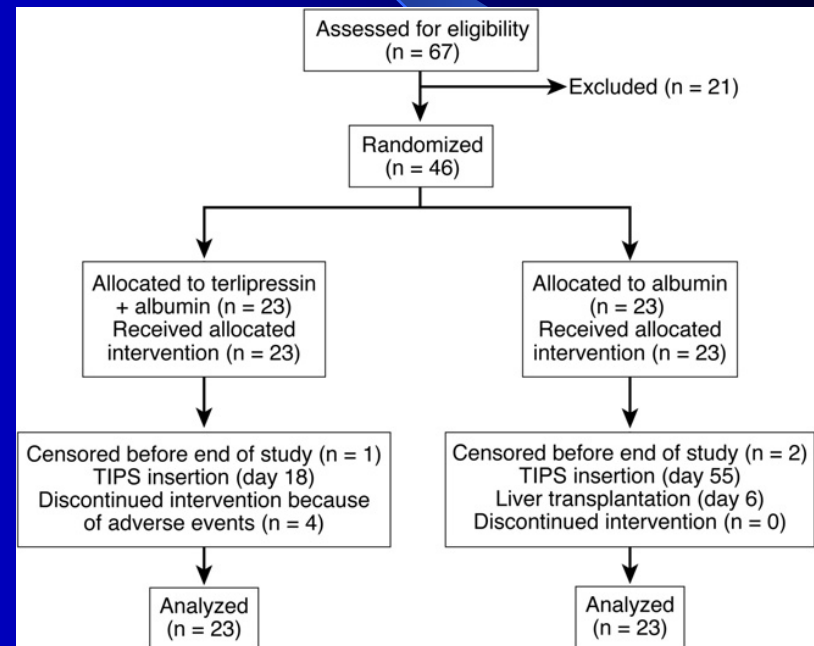 Assessed for eligibility
(n = 67)
Excluded (n = 21)
Randomized
(n = 46)
Allocated to terlipressin
+ albumin (n = 23)
Received allocated
intervention (n = 23)
Allocated to albumin
(n = 23)
Received allocated
intervention (n = 23)
Censored before end of study (n = 1)
TIPS insertion (day 18)
Discontinued intervention because
of adverse events (n = 4)
Censored before end of study (n = 2)
TIPS insertion (day 55)
Liver transplantation (day 6)
Discontinued intervention (n = 0)
Analyzed
(n = 23)
Analyzed
(n = 23)